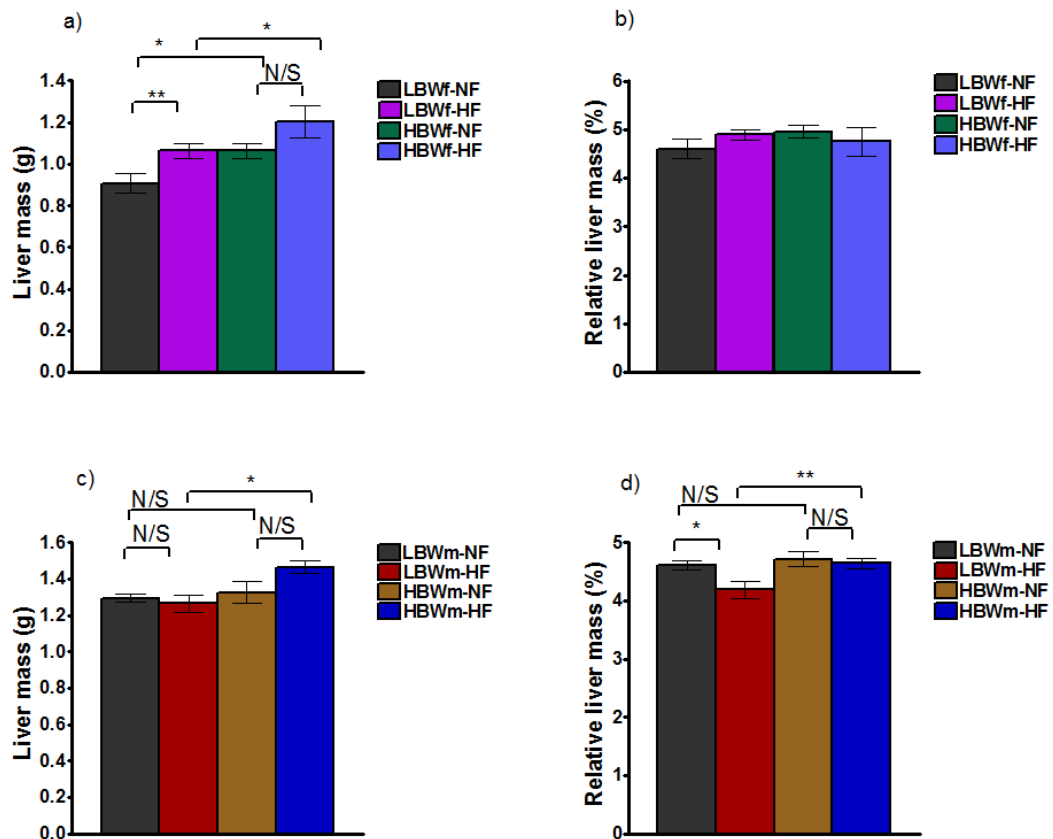 a)
*
*
N/S
**
Liver mass (g)
1.4
1.2
1.0
0.8
0.6
0.4
0.2
0.0
LBWf-NF
LBWf-HF
HBWf-NF
HBWf-HF
b)
Relative liver mass (%)
6
5
4
3
2
1
0
LBWf-NF
LBWf-HF
HBWf-NF
HBWf-HF
c)
*
N/S
N/S
N/S
Liver mass (g)
1.6
1.4
1.2
1.0
0.8
0.6
0.4
0.2
0.0
LBWm-NF
LBWm-HF
HBWm-NF
HBWm-HF
d)
**
N/S
*
N/S
Relative liver mass (%)
5
4
3
2
1
0
LBWm-NF
LBWm-HF
HBWm-NF
HBWm-HF